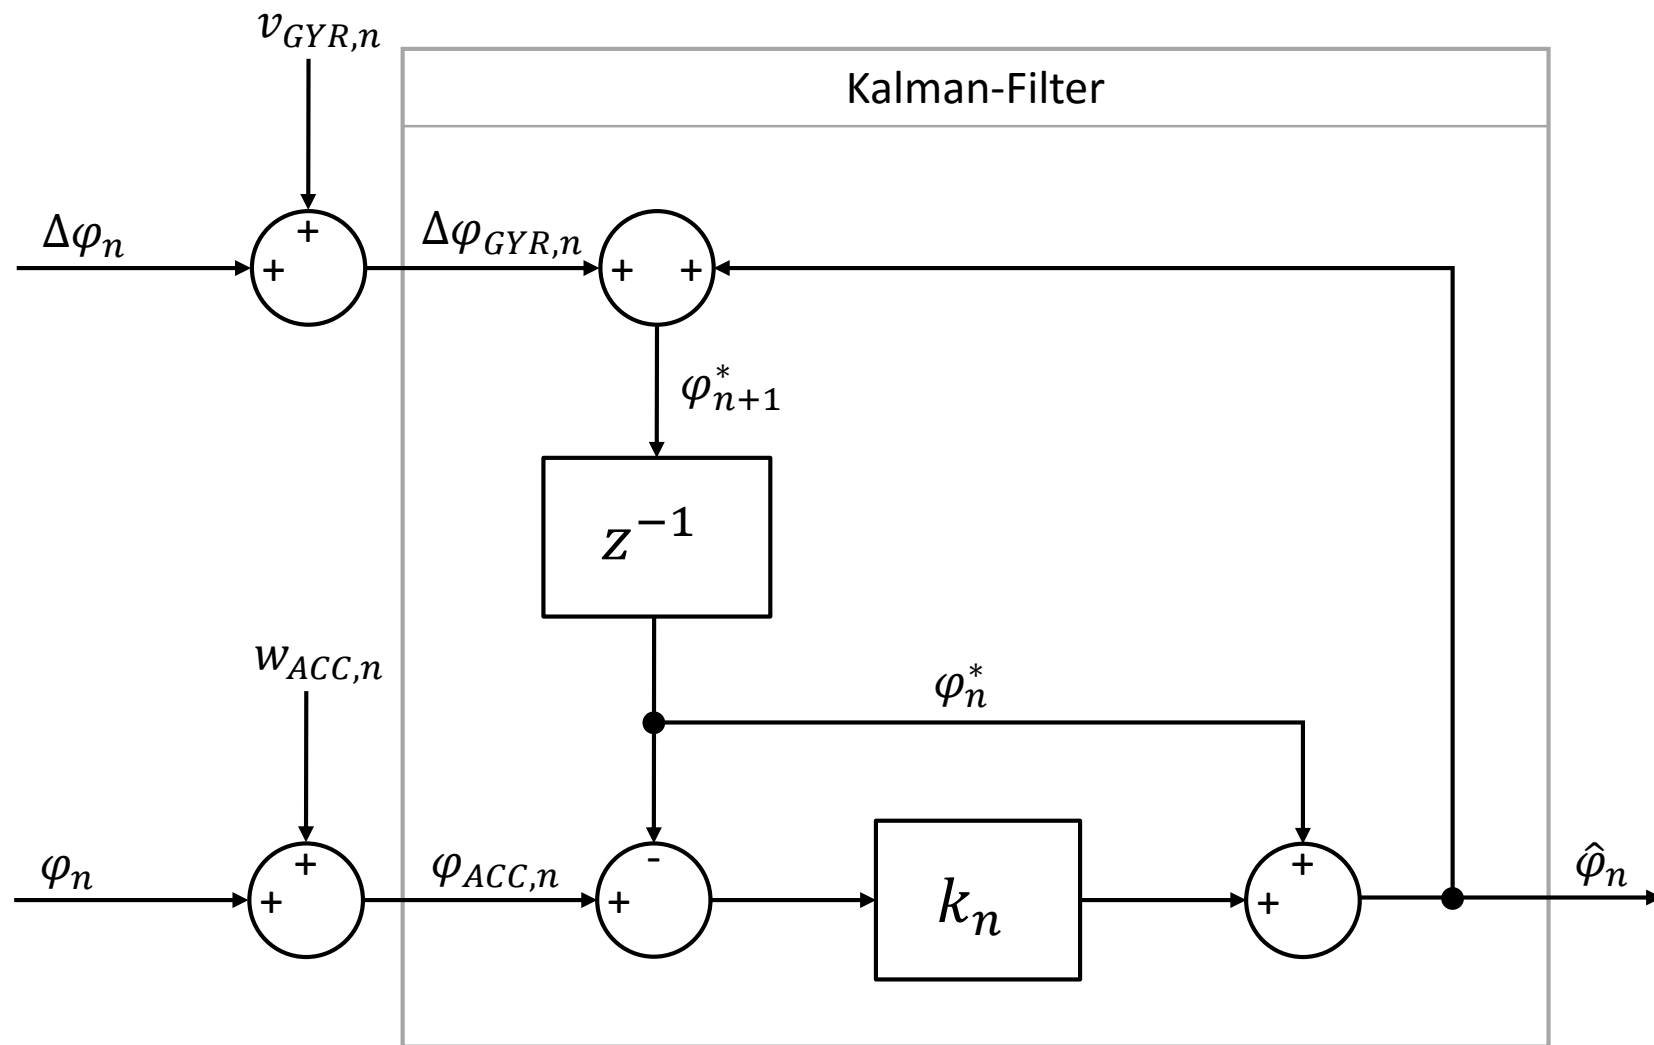 v_{GYR,n}
Kalman-Filter
Δφ_n
+
+
Δφ_{GYR,n}
+ +
φ^*_{n+1}
z^{-1}
w_{ACC,n}
φ^*_n
φ_n
+
+
φ_{ACC,n}
-
+
k_n
+
+
φ̂_n